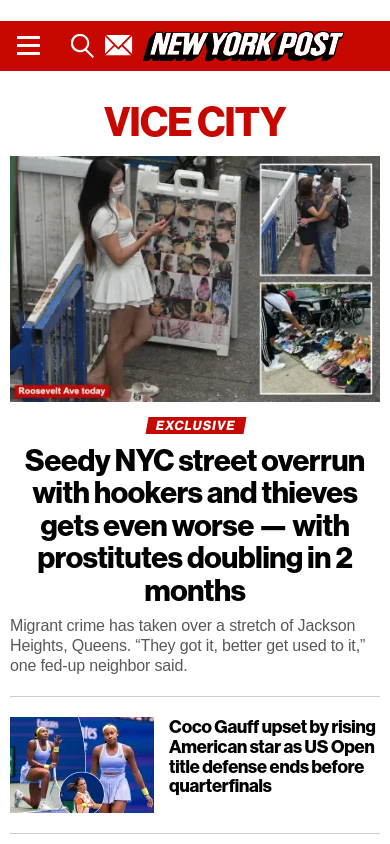 NEW YORK POST
VICE CITY
Roosevelt Ave today
EXCLUSIVE
Seedy NYC street overrun
with hookers and thieves
gets even worse — with
prostitutes doubling in 2
months
Migrant crime has taken over a stretch of Jackson
Heights, Queens. “They got it, better get used to it,”
one fed-up neighbor said.
Coco Gauff upset by rising
American star as US Open
title defense ends before
quarterfinals